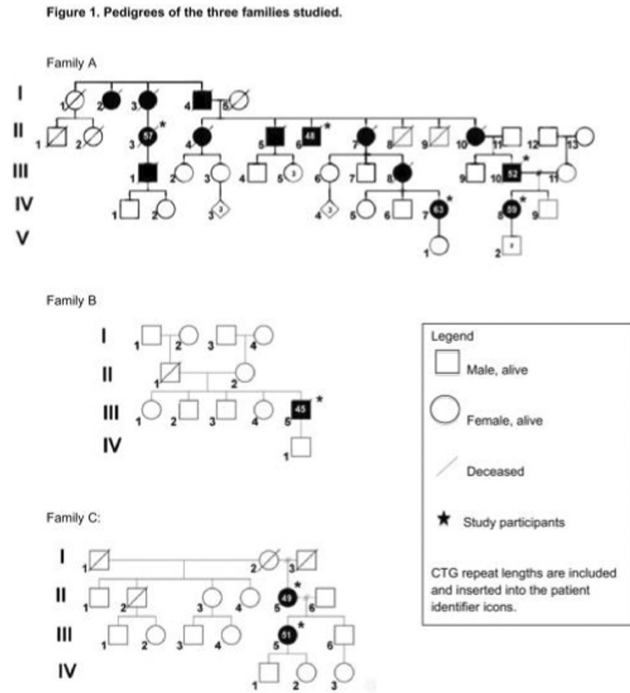 Figure 1. Pedigrees of the three families studied.
Family A
I
1 2 3 4 5
II
1 2 3 57 * 4 5 6 48 * 7 8 9 10 11 12 13
III
1 2 3 4 5 3 6 7 8 9 10 52 * 11
IV
1 2 3 3 4 3 5 6 7 63 * 8 59 * 9
V
1 2
Family B
I
1 2 3 4
II
1 2
III
1 2 3 4 5 45 *
IV
1
Family C:
I
1 2 3
II
1 2 3 4 5 49 * 6
III
1 2 3 4 5 51 * 6
IV
1 2 3
Legend
Male, alive
Female, alive
Deceased
★ Study participants
CTG repeat lengths are included
and inserted into the patient
identifier icons.